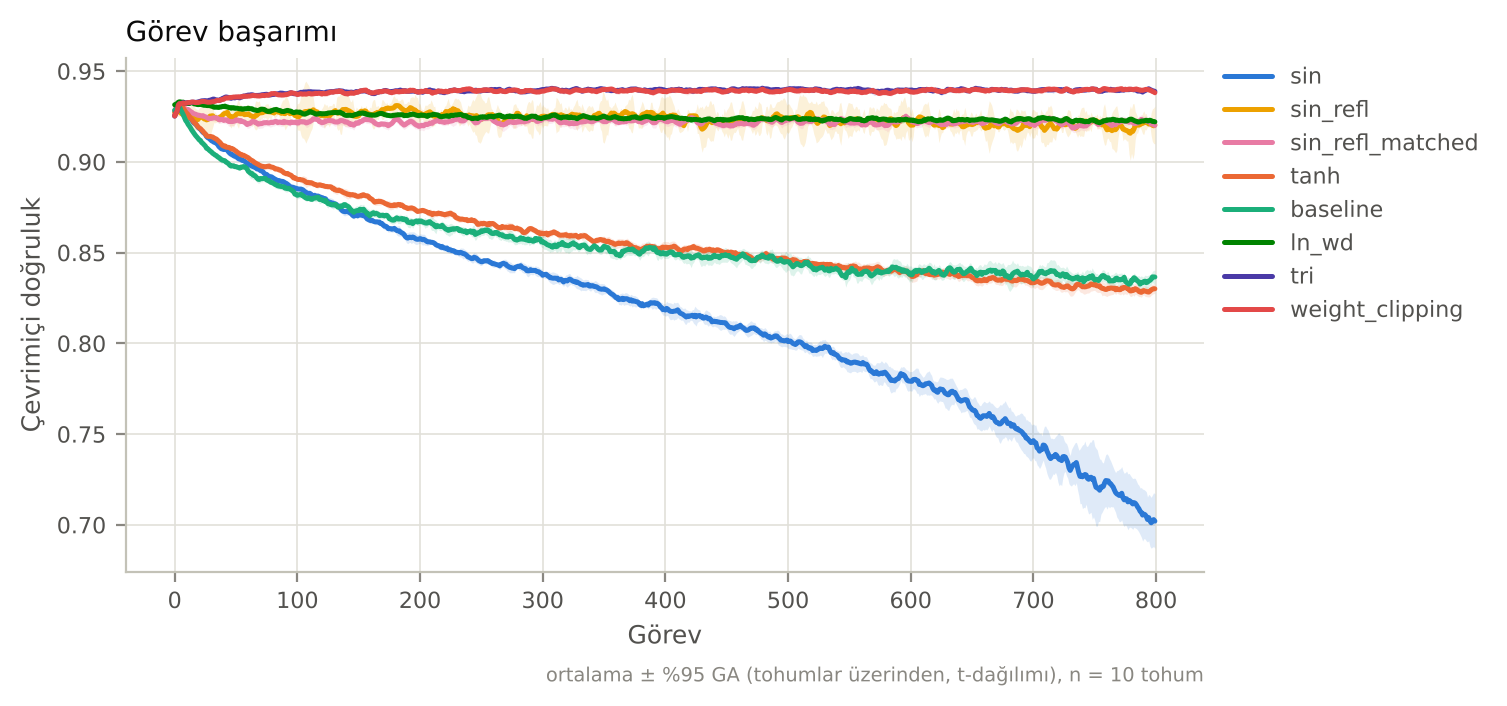 Görev başarımı
0.95
0.90
0.85
0.80
0.75
0.70
Çevrimiçi doğruluk
0 100 200 300 400 500 600 700 800
Görev
sin
sin_refl
sin_refl_matched
tanh
baseline
ln_wd
tri
weight_clipping
ortalama ± %95 GA (tohumlar üzerinden, t-dağılımı), n = 10 tohum